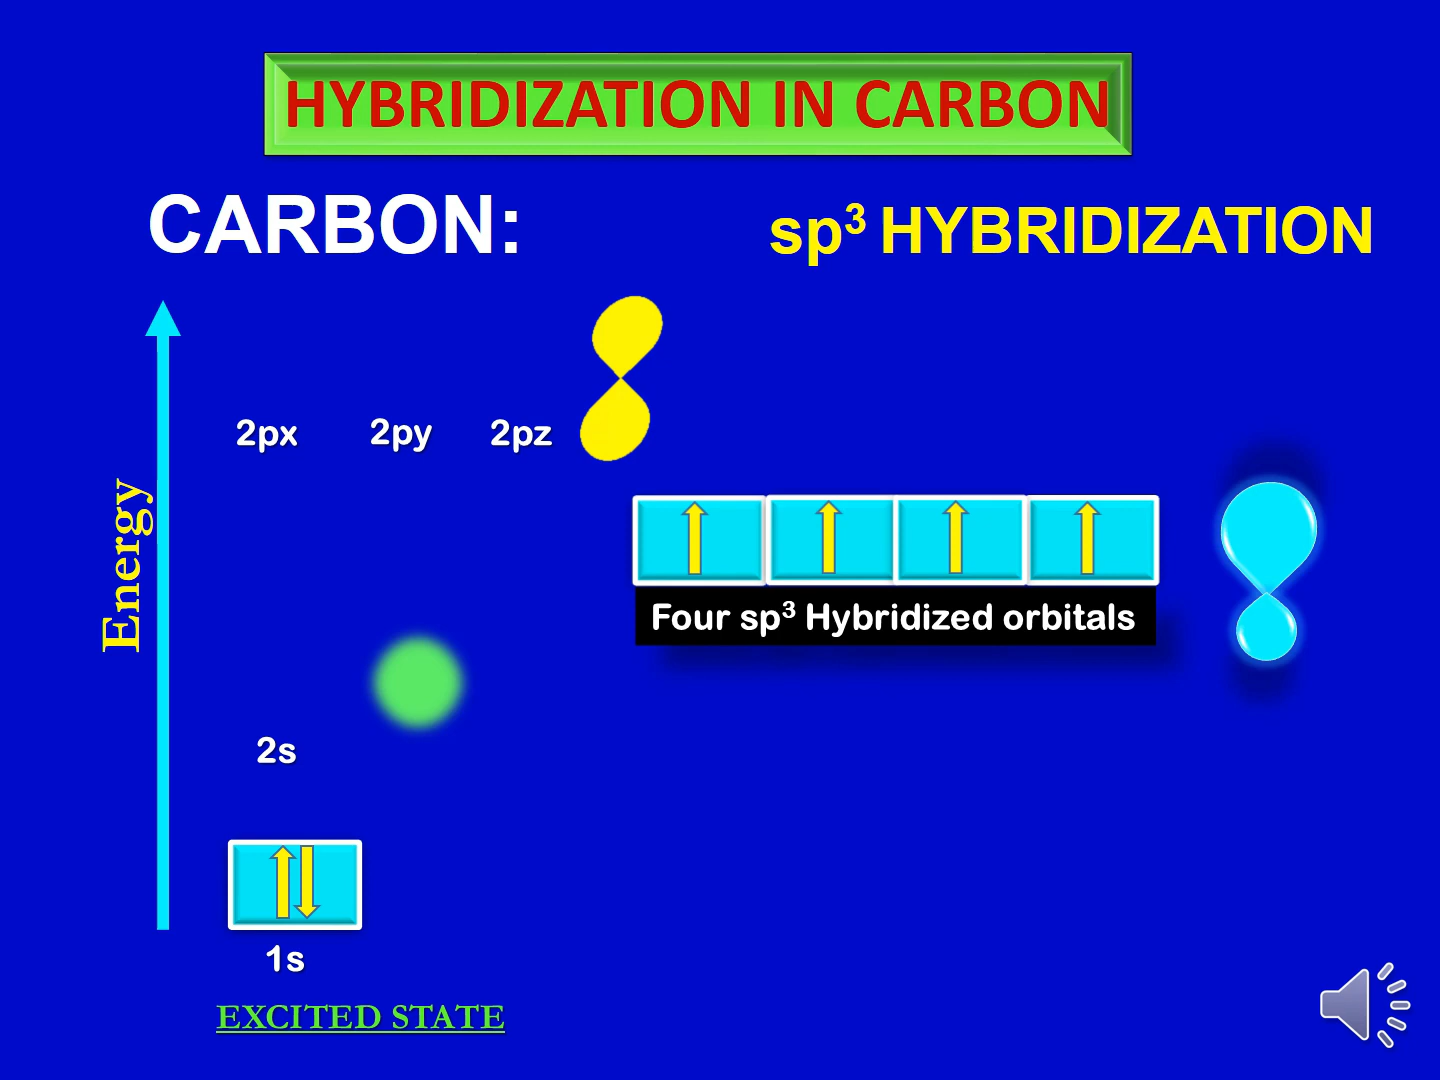 HYBRIDIZATION IN CARBON
CARBON:
sp³ HYBRIDIZATION
2px 2py 2pz
Energy
Four sp³ Hybridized orbitals
2s
1s
EXCITED STATE